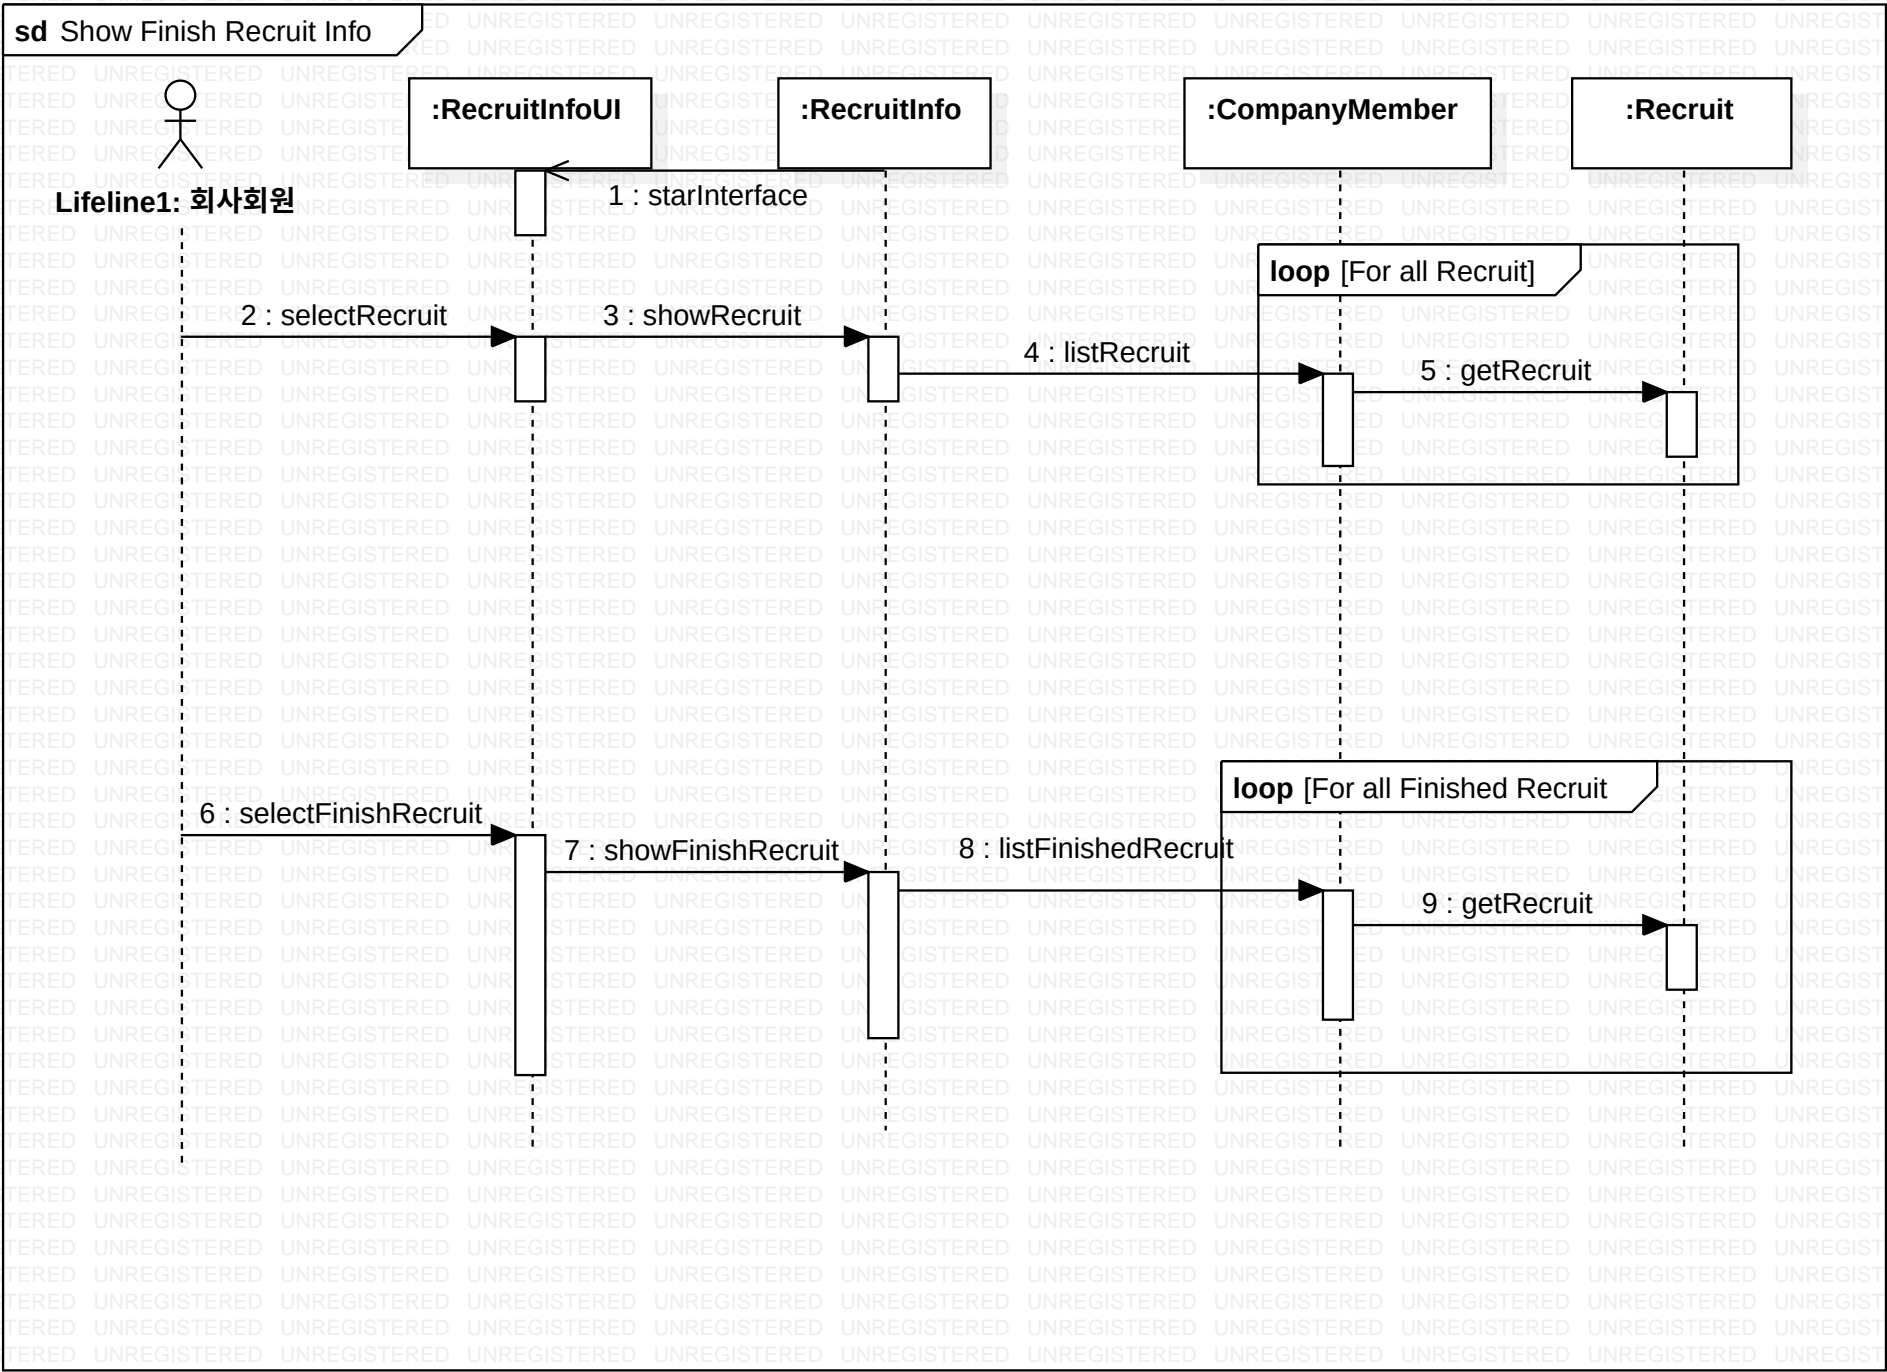 sd Show Finish Recruit Info
:RecruitInfoUI
:RecruitInfo
:CompanyMember
:Recruit
Lifeline1: 회사회원
1 : starInterface
loop [For all Recruit]
2 : selectRecruit
3 : showRecruit
4 : listRecruit
5 : getRecruit
loop [For all Finished Recruit
6 : selectFinishRecruit
7 : showFinishRecruit
8 : listFinishedRecruit
9 : getRecruit
UNREGISTERED